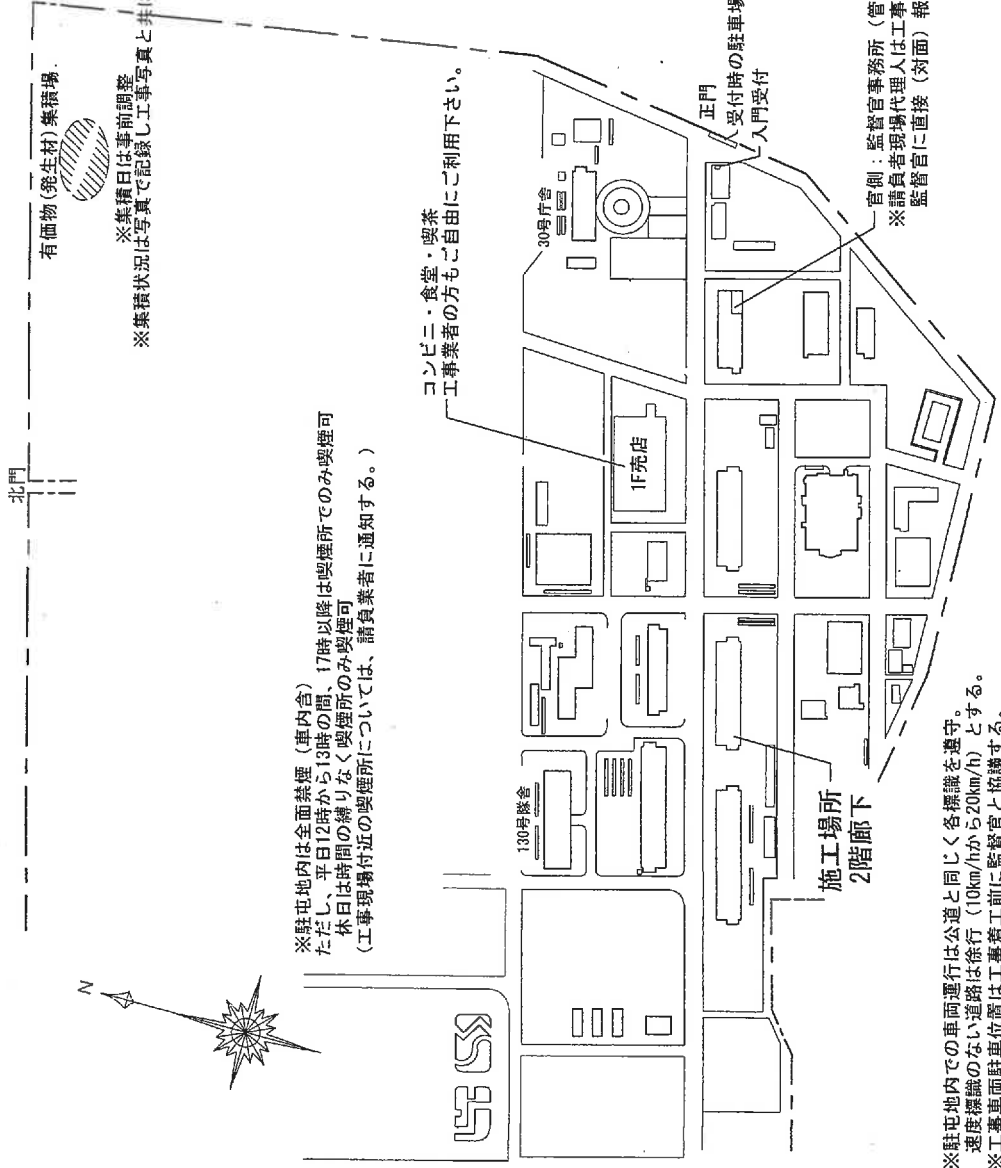 北門
有価物(発生材)集積場
※集積日は事前調整
※集積状況は写真で記録し工事写真と共に
N
※駐屯地内は全面禁煙(車内含)
ただし、平日12時から13時の間、17時以降は喫煙所でのみ喫煙可
休日は時間の縛りなく喫煙所のみ喫煙可
(工事現場付近の喫煙所については、請負業者に通知する。)
コンビニ・食堂・喫茶
工事業者の方もご自由にご利用下さい。
30号庁舎
1F売店
130号隊舎
正門
受付時の駐車場
入門受付
官側:監督官事務所(管
※請負者現場代理人は工事
監督官に直接(対面)報
施工場所
2階廊下
※駐屯地内での車両運行は公道と同じく各標識を遵守。
速度標識のない道路は徐行(10km/hから20km/h)とする。
※工事車両駐車位置は工事着工前に監督官と協議する。